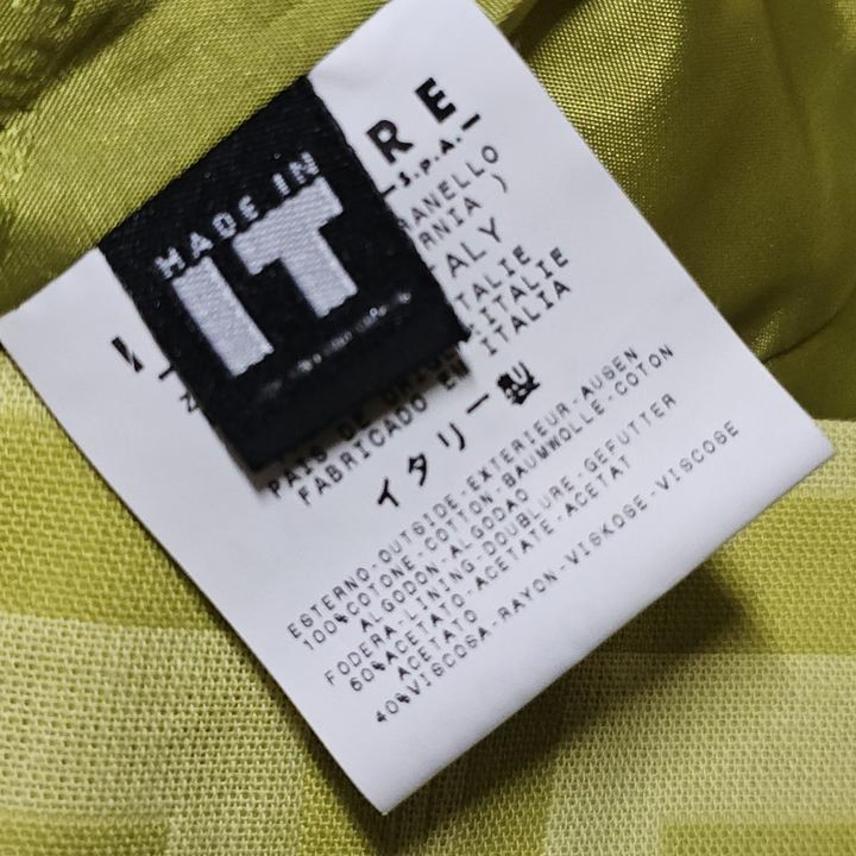 MADE IN
IT
RE
S.p.A.
RANELLO
RNIA )
ALY
ITALIE
ITALIE
PAIS DE
FABRICADO EN ITALIA
イタリー製
ESTERNO-OUTSIDE-EXTERIEUR-AUSEN
100%COTONE-COTTON-BAUMWOLLE-COTON
ALGODON-ALGODAO
FODERA-LINING-DOUBLURE-GEFUTTER
60%ACETATO-ACETATE-ACETAT
ACETATO
40%VISCOSA-RAYON-VISKOSE-VISCOSE